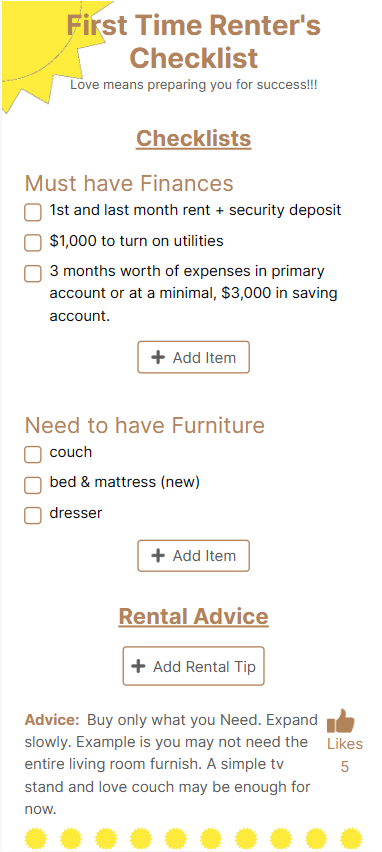 First Time Renter's
Checklist
Love means preparing you for success!!!
Checklists
Must have Finances
1st and last month rent + security deposit
$1,000 to turn on utilities
3 months worth of expenses in primary
account or at a minimal, $3,000 in saving
account.
Add Item
Need to have Furniture
couch
bed & mattress (new)
dresser
Add Item
Rental Advice
Add Rental Tip
Advice: Buy only what you Need. Expand
slowly. Example is you may not need the
entire living room furnish. A simple tv
stand and love couch may be enough for
now.
Likes
5